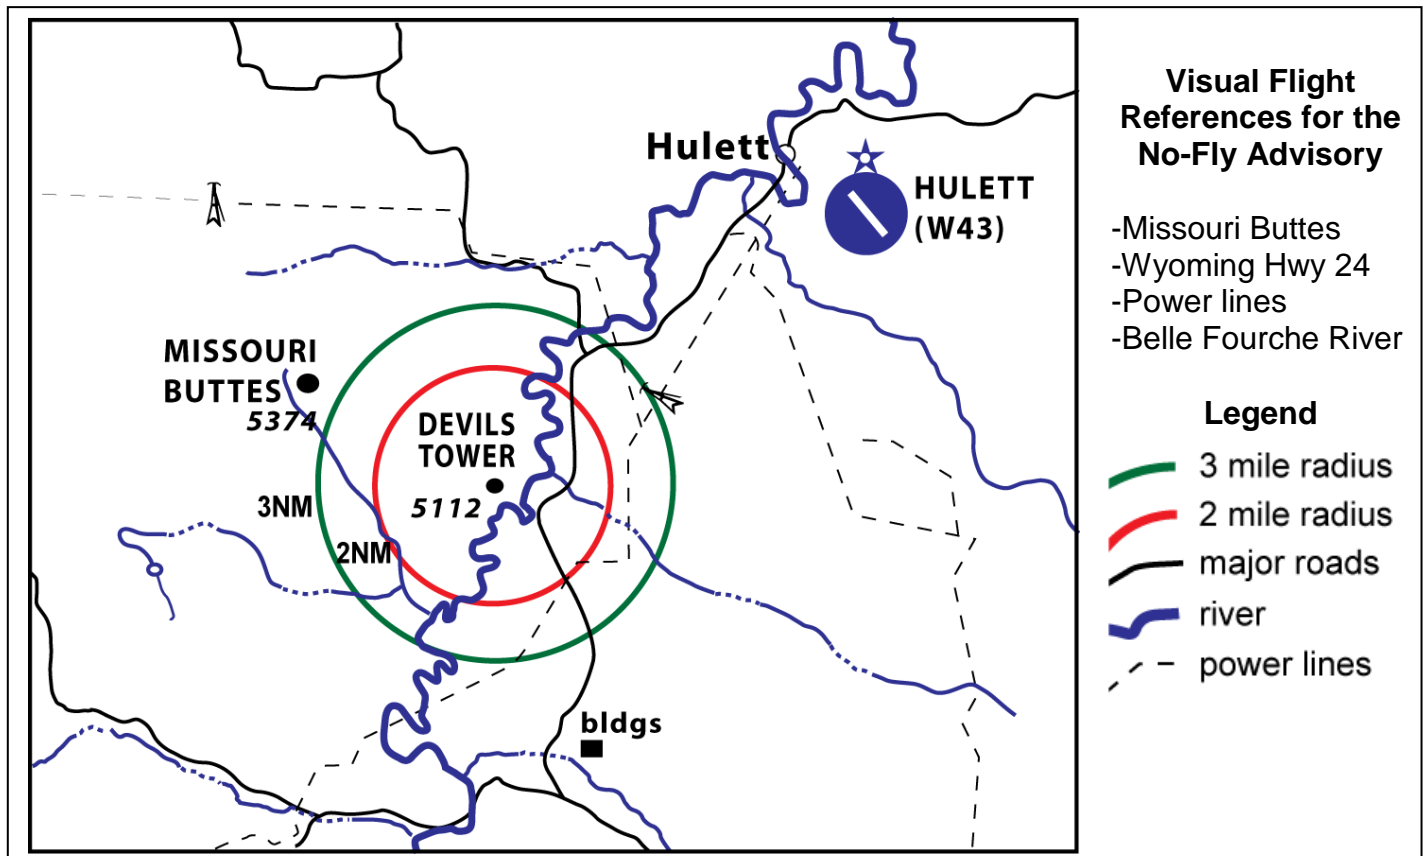 Hulett
HULETT
(W43)
MISSOURI
BUTTES
5374
DEVILS
TOWER
5112
3NM
2NM
bldgs
Visual Flight
References for the
No-Fly Advisory
-Missouri Buttes
-Wyoming Hwy 24
-Power lines
-Belle Fourche River
Legend
3 mile radius
2 mile radius
major roads
river
power lines